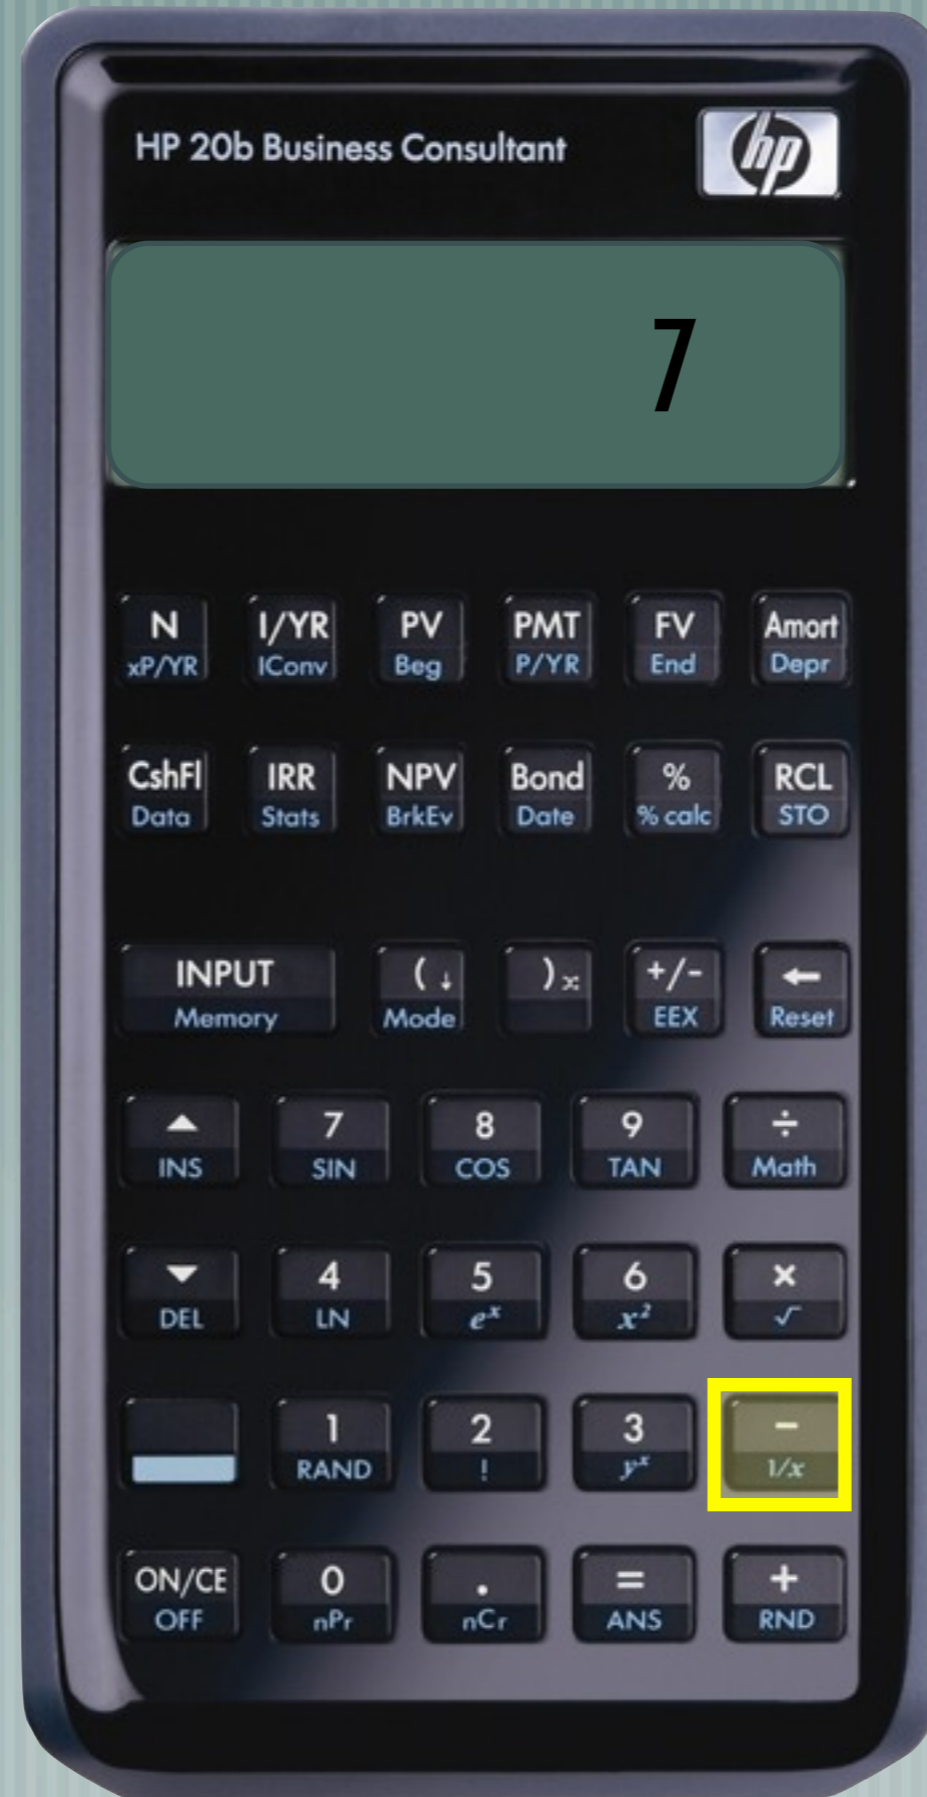 HP 20b Business Consultant
hp
7
N I/YR PV PMT FV Amort
xP/YR IConv Beg P/YR End Depr
CshFl IRR NPV Bond % RCL
Data Stats BrkEv Date % calc STO
INPUT ( ↓ ) +/- ←
Memory Mode EEX Reset
▲ 7 8 9 ÷
INS SIN COS TAN Math
▼ 4 5 6 ×
DEL LN eˣ x² √
1 2 3 −
RAND ! yˣ 1/x
ON/CE 0 . = +
OFF nPr nCr ANS RND